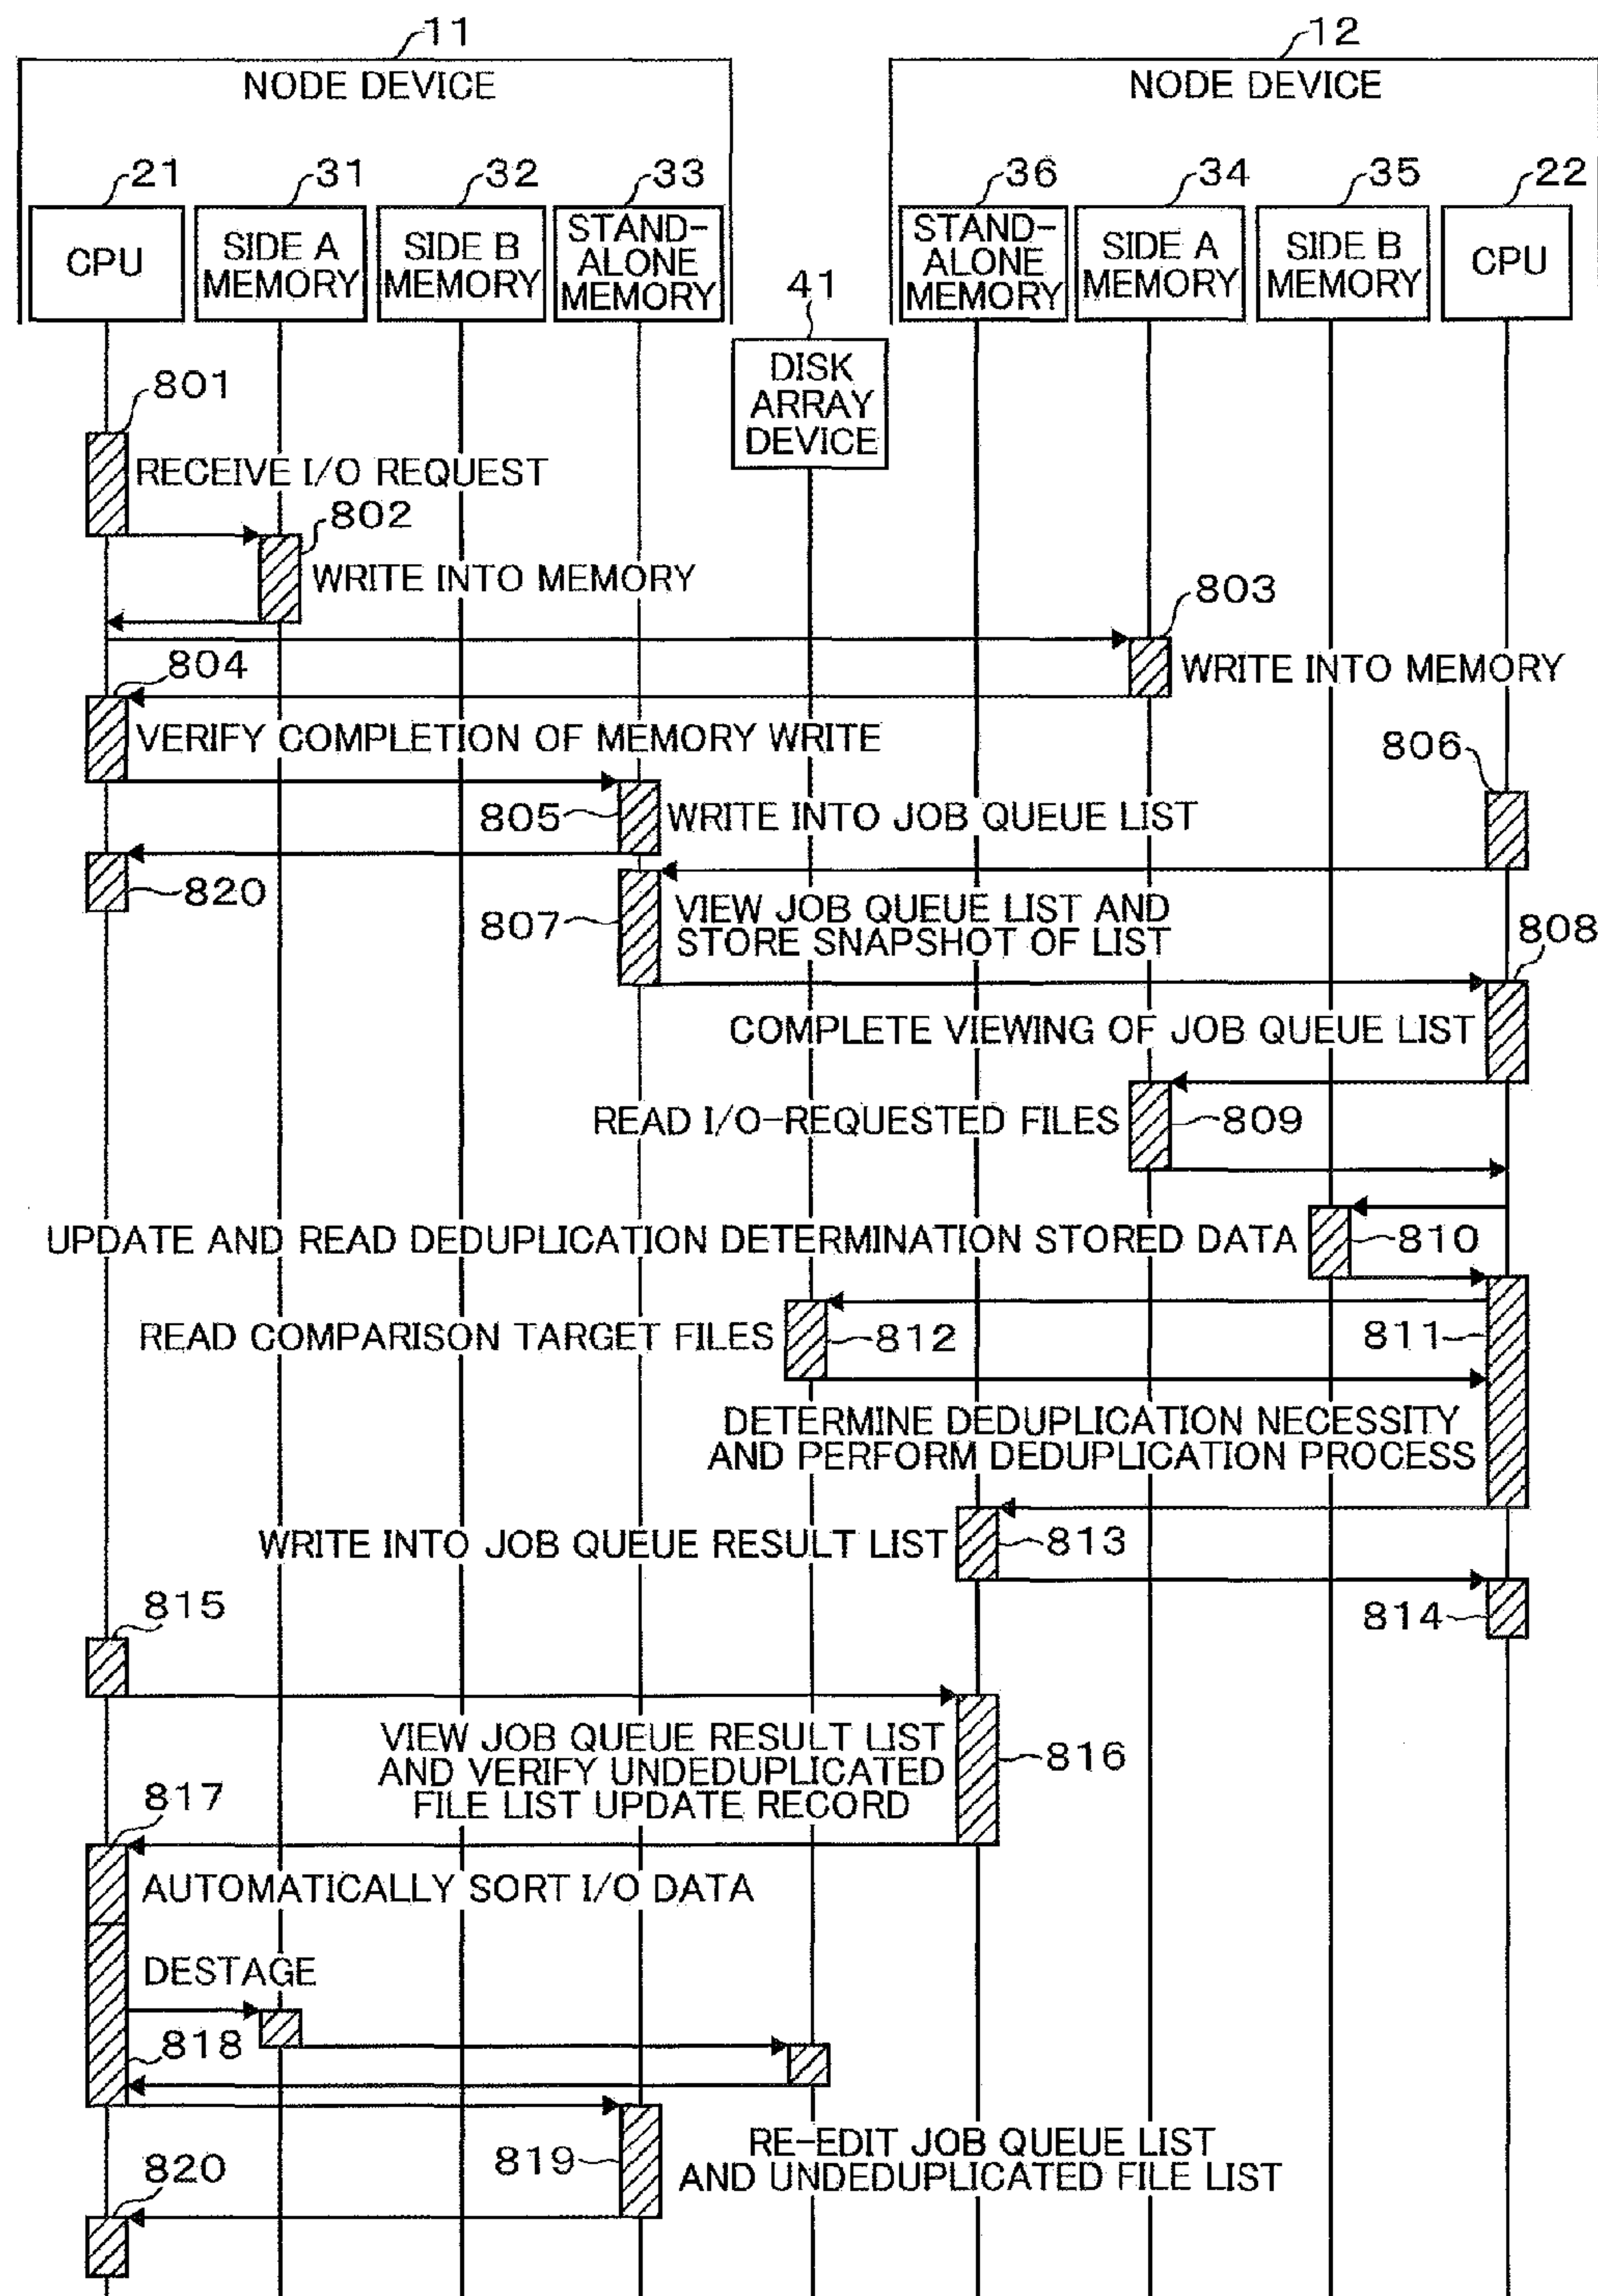 11
12
NODE DEVICE
NODE DEVICE
21
31
32
33
36
34
35
22
CPU
SIDE A
MEMORY
SIDE B
MEMORY
STAND-
ALONE
MEMORY
STAND-
ALONE
MEMORY
SIDE A
MEMORY
SIDE B
MEMORY
CPU
41
DISK
ARRAY
DEVICE
801
RECEIVE I/O REQUEST
802
WRITE INTO MEMORY
803
WRITE INTO MEMORY
804
VERIFY COMPLETION OF MEMORY WRITE
806
805
WRITE INTO JOB QUEUE LIST
820
807
VIEW JOB QUEUE LIST AND
STORE SNAPSHOT OF LIST
808
COMPLETE VIEWING OF JOB QUEUE LIST
READ I/O-REQUESTED FILES
809
UPDATE AND READ DEDUPLICATION DETERMINATION STORED DATA
810
READ COMPARISON TARGET FILES
812
811
DETERMINE DEDUPLICATION NECESSITY
AND PERFORM DEDUPLICATION PROCESS
WRITE INTO JOB QUEUE RESULT LIST
813
814
815
VIEW JOB QUEUE RESULT LIST
AND VERIFY UNDEDUPLICATED
FILE LIST UPDATE RECORD
816
817
AUTOMATICALLY SORT I/O DATA
DESTAGE
818
819
RE-EDIT JOB QUEUE LIST
AND UNDEDUPLICATED FILE LIST
820